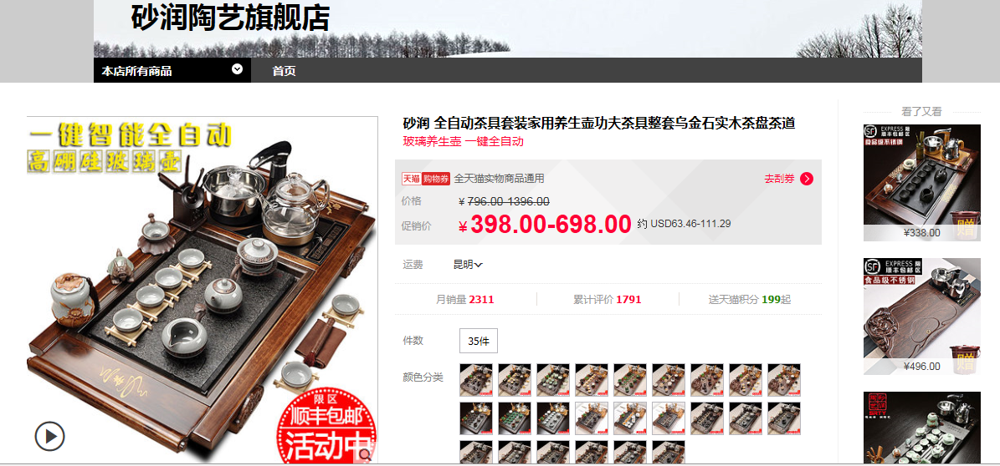 砂润陶艺旗舰店
本店所有商品
首页
一键智能全自动
高硼硅玻璃壶
限区
顺丰包邮
活动中
砂润 全自动茶具套装家用养生壶功夫茶具整套乌金石实木茶盘茶道
玻璃养生壶 一键全自动
天猫 购物券 全天猫实物商品通用
去刮券
价格 ¥ 796.00-1396.00
促销价 ¥ 398.00-698.00 约 USD63.46-111.29
运费 昆明
月销量 2311
累计评价 1791
送天猫积分 199起
件数 35件
颜色分类
看了又看
SF EXPRESS 限
顺丰包邮 区
食品级不锈钢
赠
¥338.00
SF EXPRESS 限
顺丰包邮 区
食品级不锈钢
赠
¥496.00